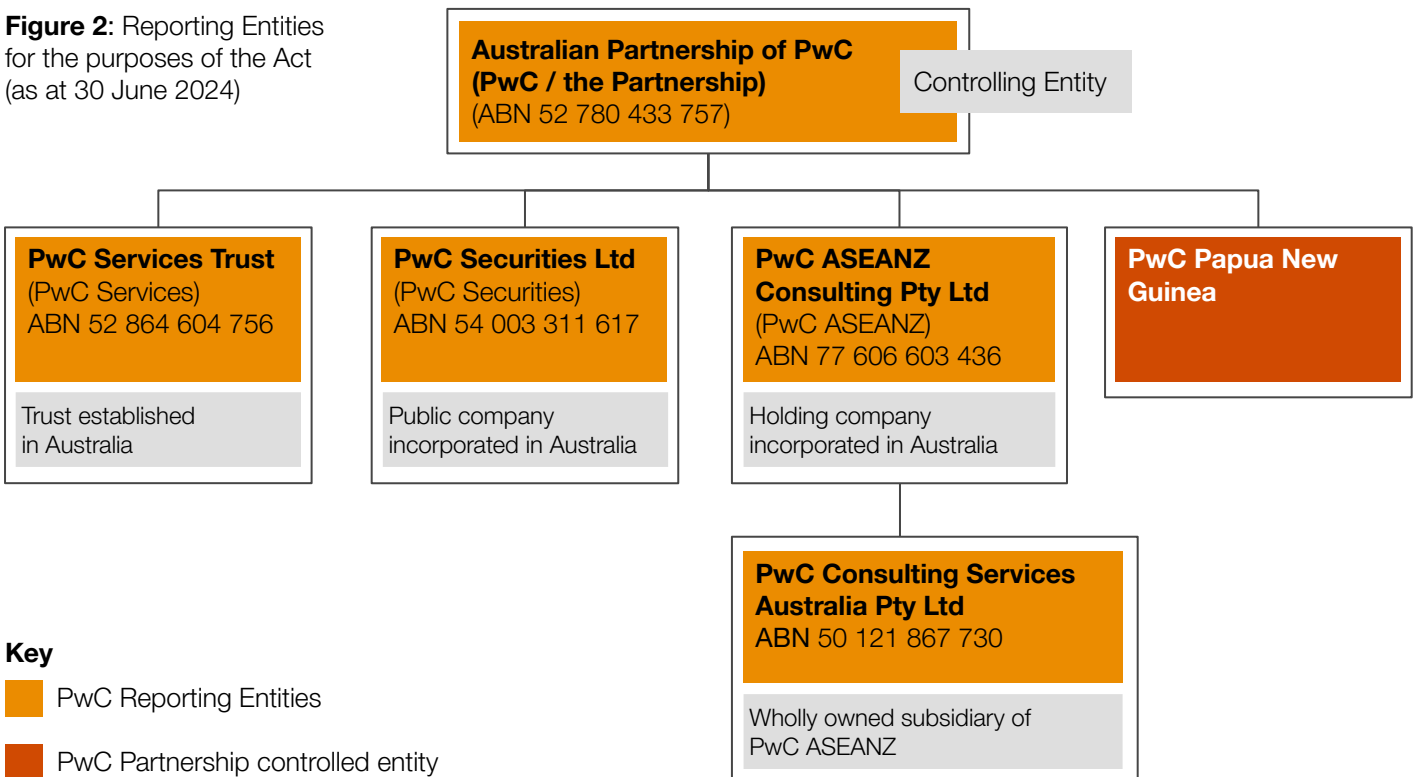 Figure 2: Reporting Entities
for the purposes of the Act
(as at 30 June 2024)
Australian Partnership of PwC
(PwC / the Partnership)
(ABN 52 780 433 757)
Controlling Entity
PwC Services Trust
(PwC Services)
ABN 52 864 604 756
Trust established
in Australia
PwC Securities Ltd
(PwC Securities)
ABN 54 003 311 617
Public company
incorporated in Australia
PwC ASEANZ
Consulting Pty Ltd
(PwC ASEANZ)
ABN 77 606 603 436
Holding company
incorporated in Australia
PwC Papua New
Guinea
PwC Consulting Services
Australia Pty Ltd
ABN 50 121 867 730
Wholly owned subsidiary of
PwC ASEANZ
Key
PwC Reporting Entities
PwC Partnership controlled entity